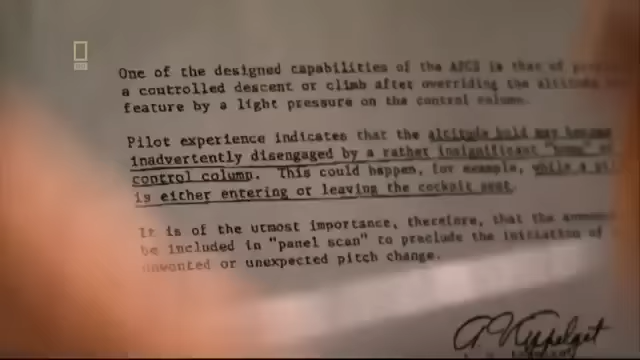 One of the designed capabilities of the AFCS is that of
a controlled descent or climb after overriding the altitude
feature by a light pressure on the control column.
Pilot experience indicates that the altitude hold may become
inadvertently disengaged by a rather insignificant "bump"
control column. This could happen, for example, while a
is either entering or leaving the cockpit seat.
It is of the utmost importance, therefore, that the
be included in "panel scan" to preclude the initiation of
unwanted or unexpected pitch change.